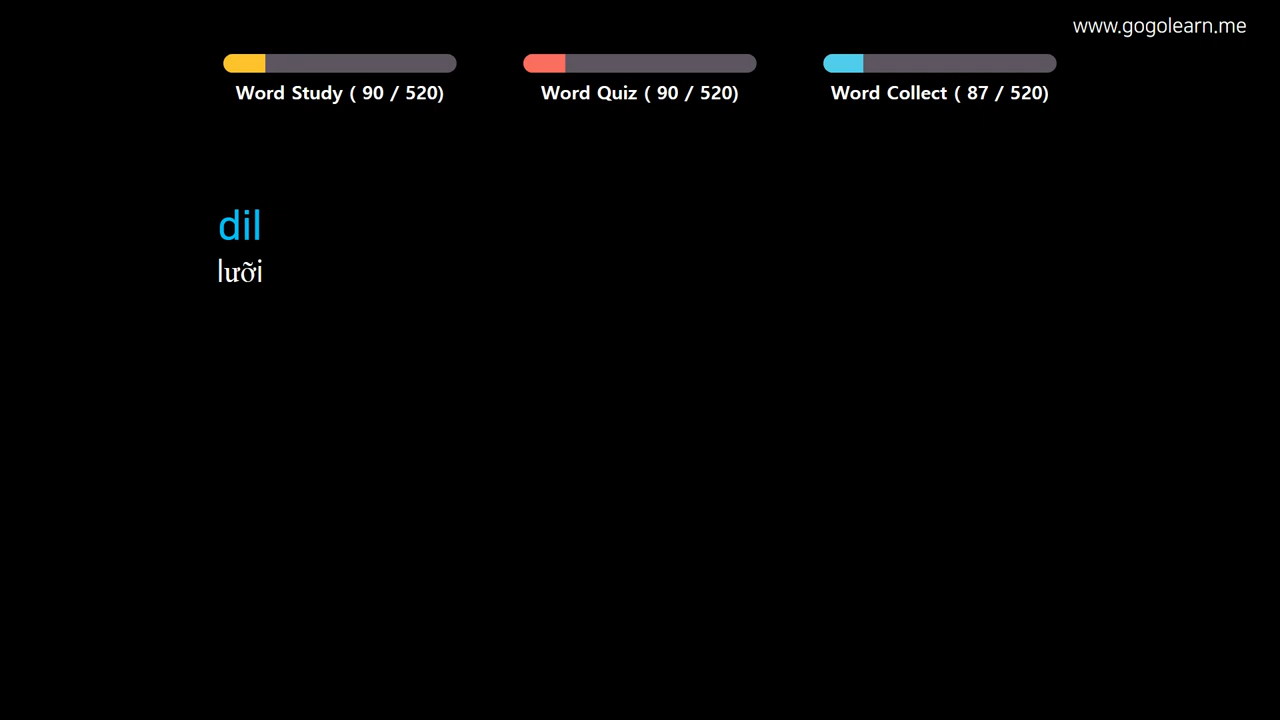 www.gogolearn.me
Word Study ( 90 / 520)
Word Quiz ( 90 / 520)
Word Collect ( 87 / 520)
dil
lưỡi